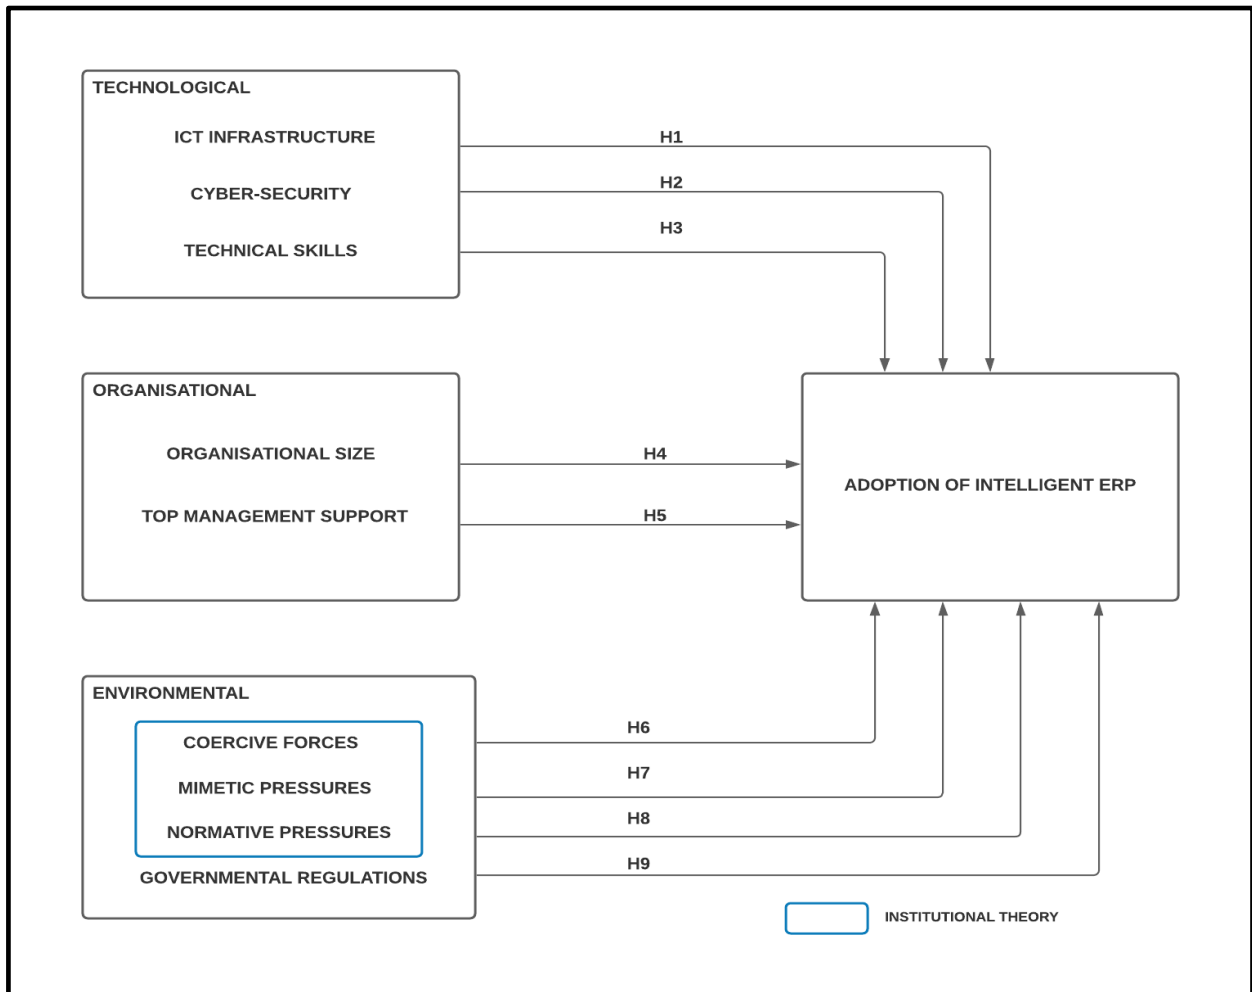 TECHNOLOGICAL
ICT INFRASTRUCTURE
CYBER-SECURITY
TECHNICAL SKILLS
H1
H2
H3
ORGANISATIONAL
ORGANISATIONAL SIZE
TOP MANAGEMENT SUPPORT
H4
H5
ADOPTION OF INTELLIGENT ERP
ENVIRONMENTAL
COERCIVE FORCES
MIMETIC PRESSURES
NORMATIVE PRESSURES
GOVERNMENTAL REGULATIONS
H6
H7
H8
H9
INSTITUTIONAL THEORY